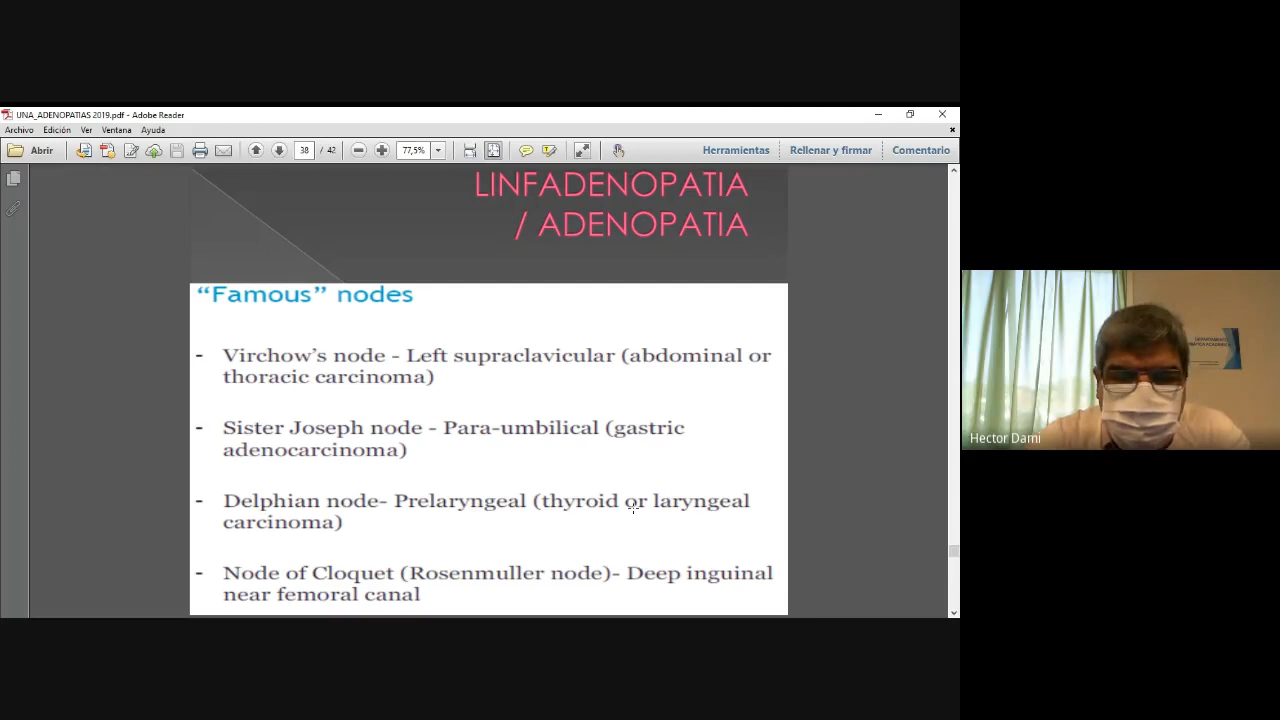 UNA_ADENOPATIAS 2019.pdf - Adobe Reader
Archivo Edición Ver Ventana Ayuda
Abrir
38 / 42
77,5%
Herramientas
Rellenar y firmar
Comentario
LINFADENOPATIA
/ ADENOPATIA
“Famous” nodes
- Virchow’s node - Left supraclavicular (abdominal or
thoracic carcinoma)
- Sister Joseph node - Para-umbilical (gastric
adenocarcinoma)
- Delphian node- Prelaryngeal (thyroid or laryngeal
carcinoma)
- Node of Cloquet (Rosenmuller node)- Deep inguinal
near femoral canal
DEPARTAMENTO
Hector Dami